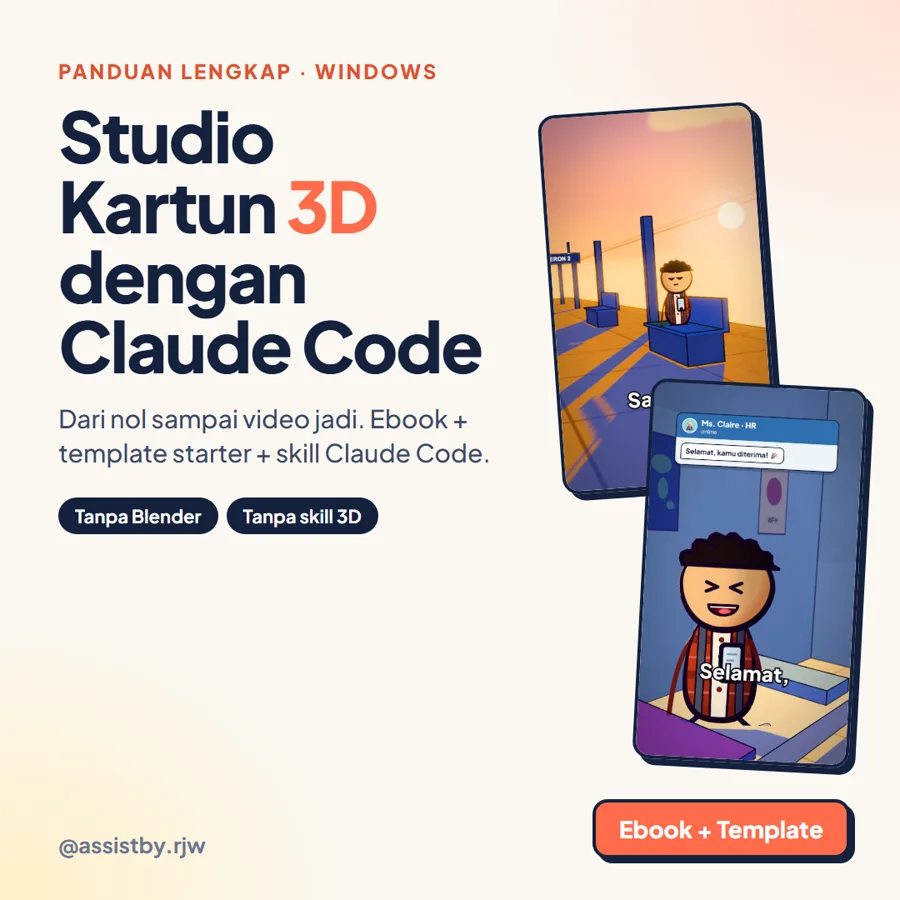 PANDUAN LENGKAP · WINDOWS
Studio
Kartun 3D
dengan
Claude Code
Dari nol sampai video jadi. Ebook +
template starter + skill Claude Code.
Tanpa Blender
Tanpa skill 3D
ERON 2
Sa
Ms. Claire · HR
online
Selamat, kamu diterima! 🎉
Selamat,
Ebook + Template
@assistby.rjw